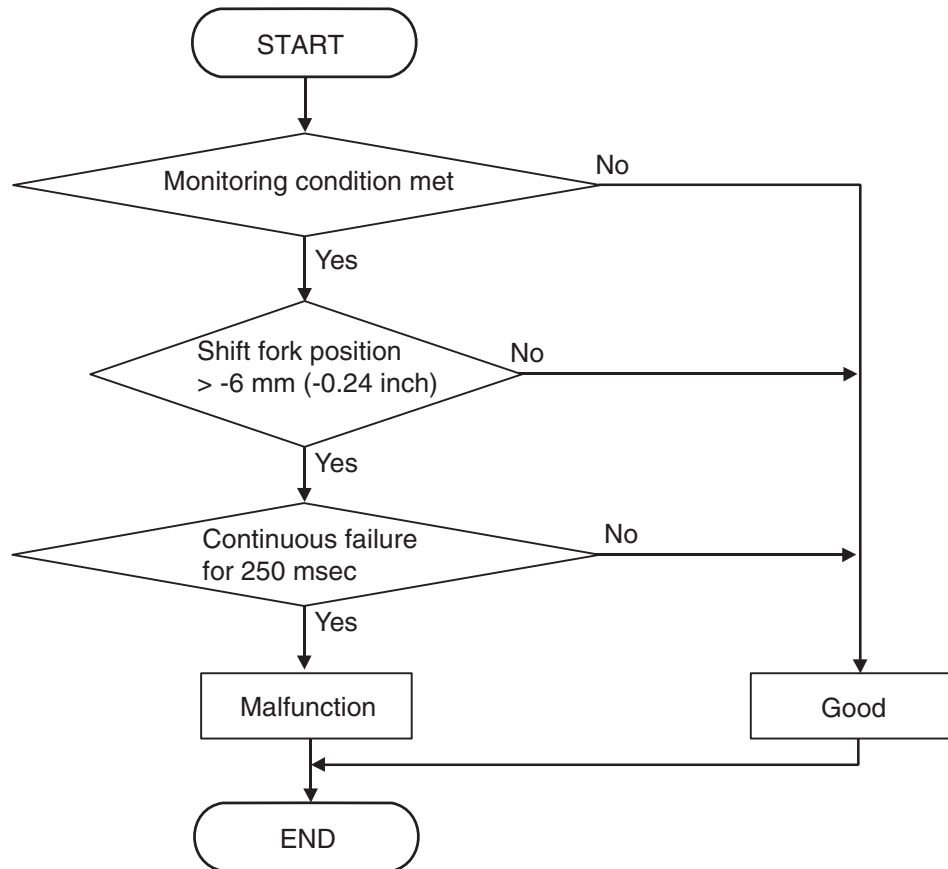 START
Monitoring condition met
No
Yes
Shift fork position
> -6 mm (-0.24 inch)
No
Yes
Continuous failure
for 250 msec
No
Yes
Malfunction
Good
END